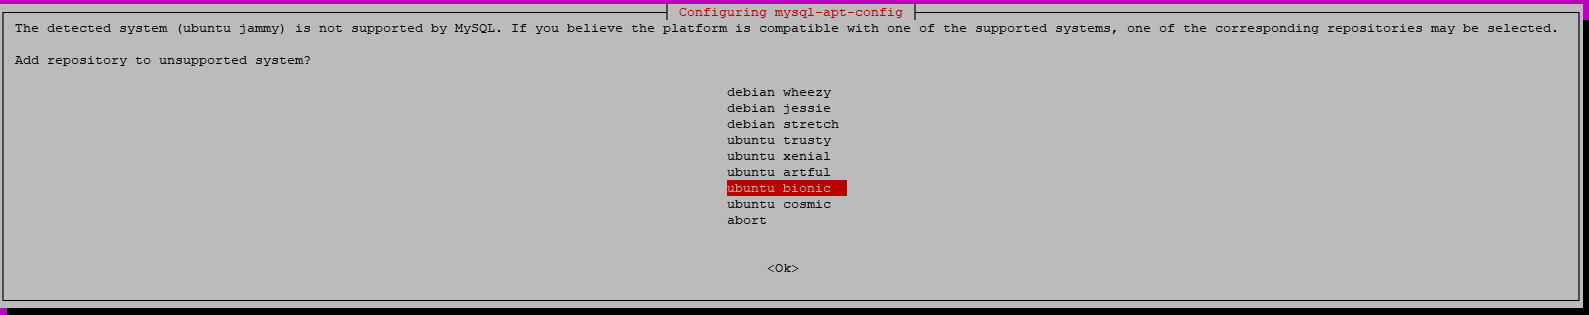 Configuring mysql-apt-config
The detected system (ubuntu jammy) is not supported by MySQL. If you believe the platform is compatible with one of the supported systems, one of the corresponding repositories may be selected.
Add repository to unsupported system?
debian wheezy
debian jessie
debian stretch
ubuntu trusty
ubuntu xenial
ubuntu artful
ubuntu bionic
ubuntu cosmic
abort
<Ok>